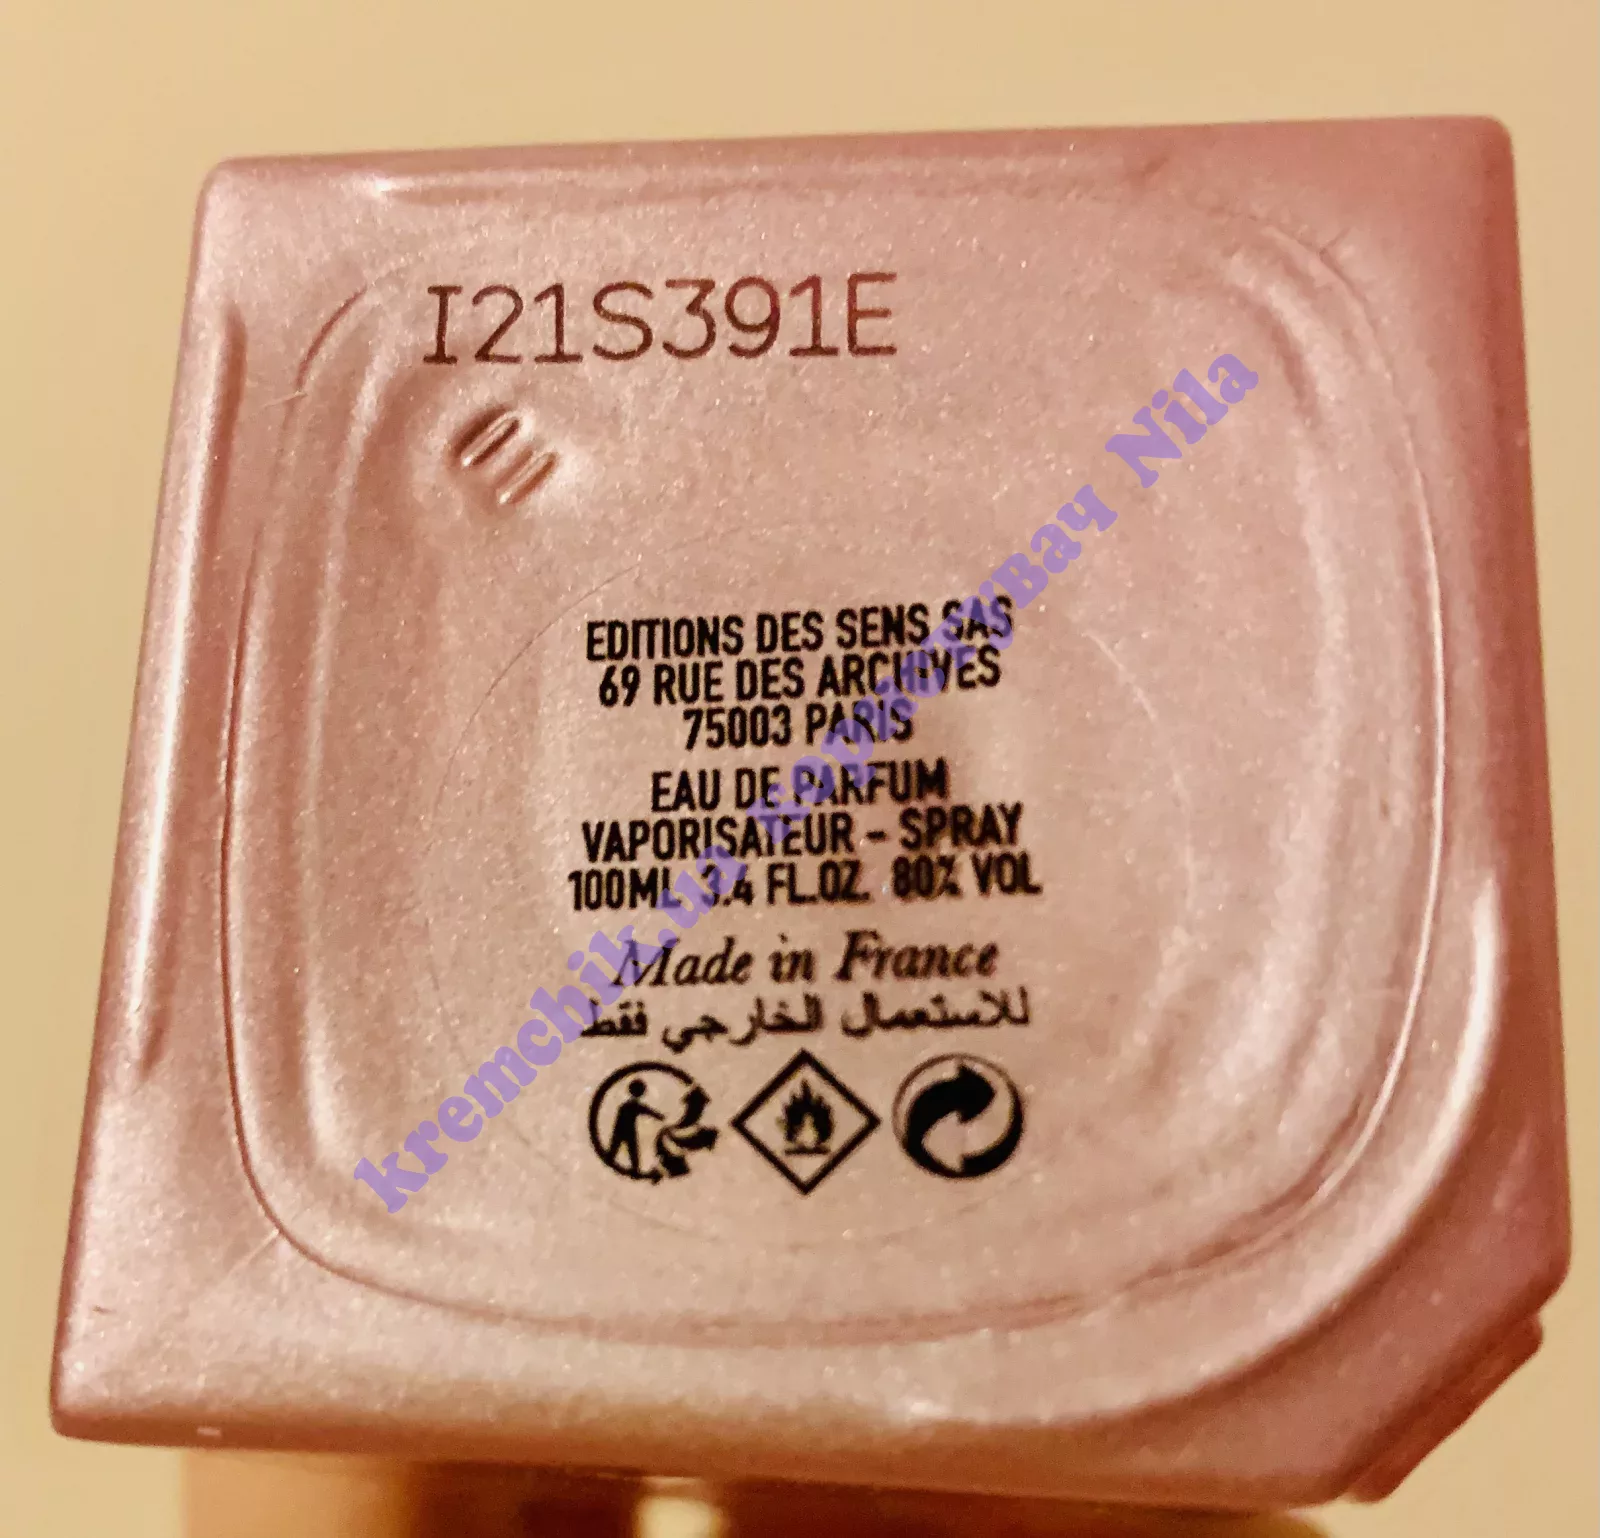 I21S391E
EDITIONS DES SENS SAS
69 RUE DES ARCHIVES
75003 PARIS
EAU DE PARFUM
VAPORISATEUR - SPRAY
100ML 3.4 FL.OZ. 80% VOL
Made in France
للاستعمال الخارجي فقط
kremchik.ua користувач Nila